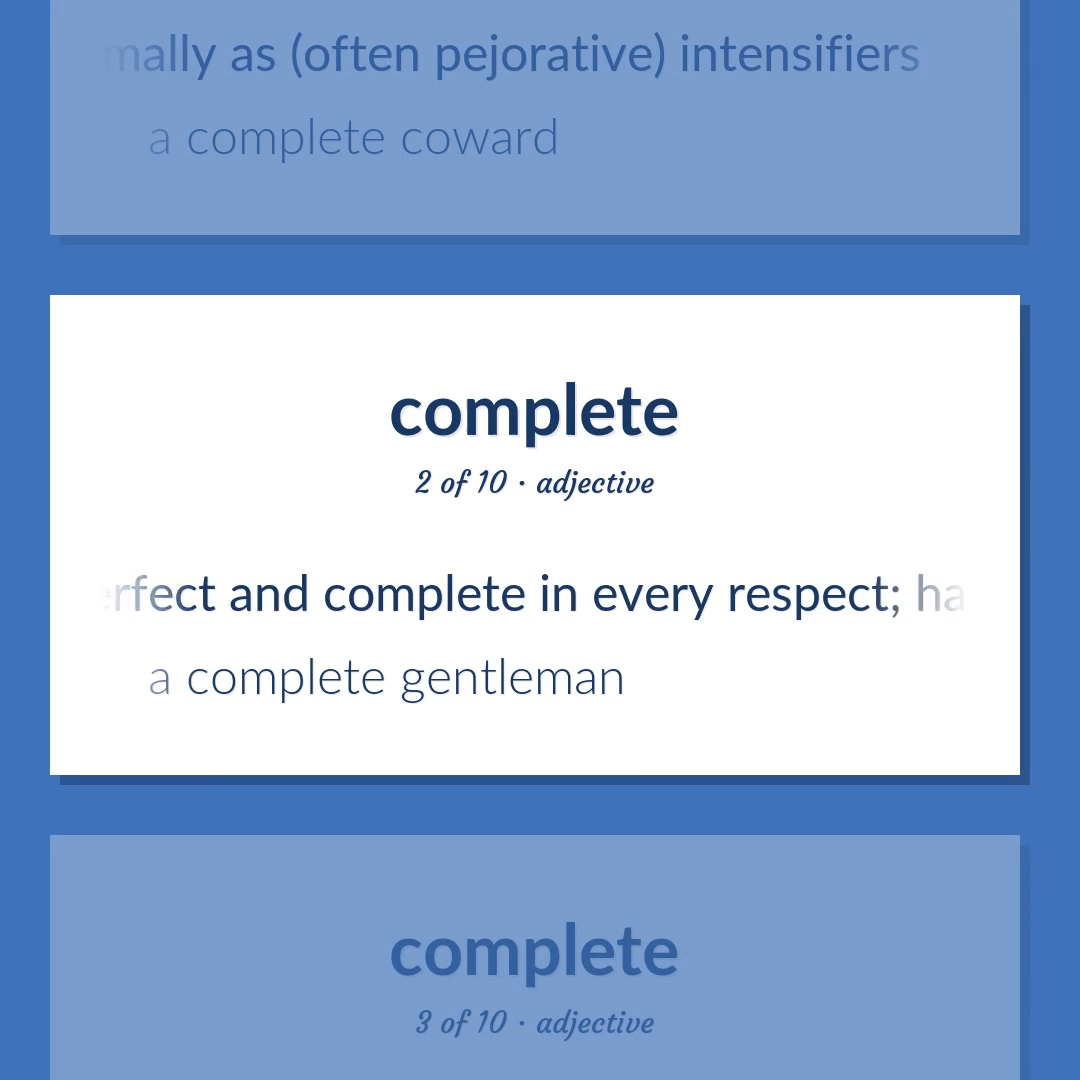 mally as (often pejorative) intensifiers
a complete coward
complete
2 of 10 · adjective
rfect and complete in every respect; ha
a complete gentleman
complete
3 of 10 · adjective